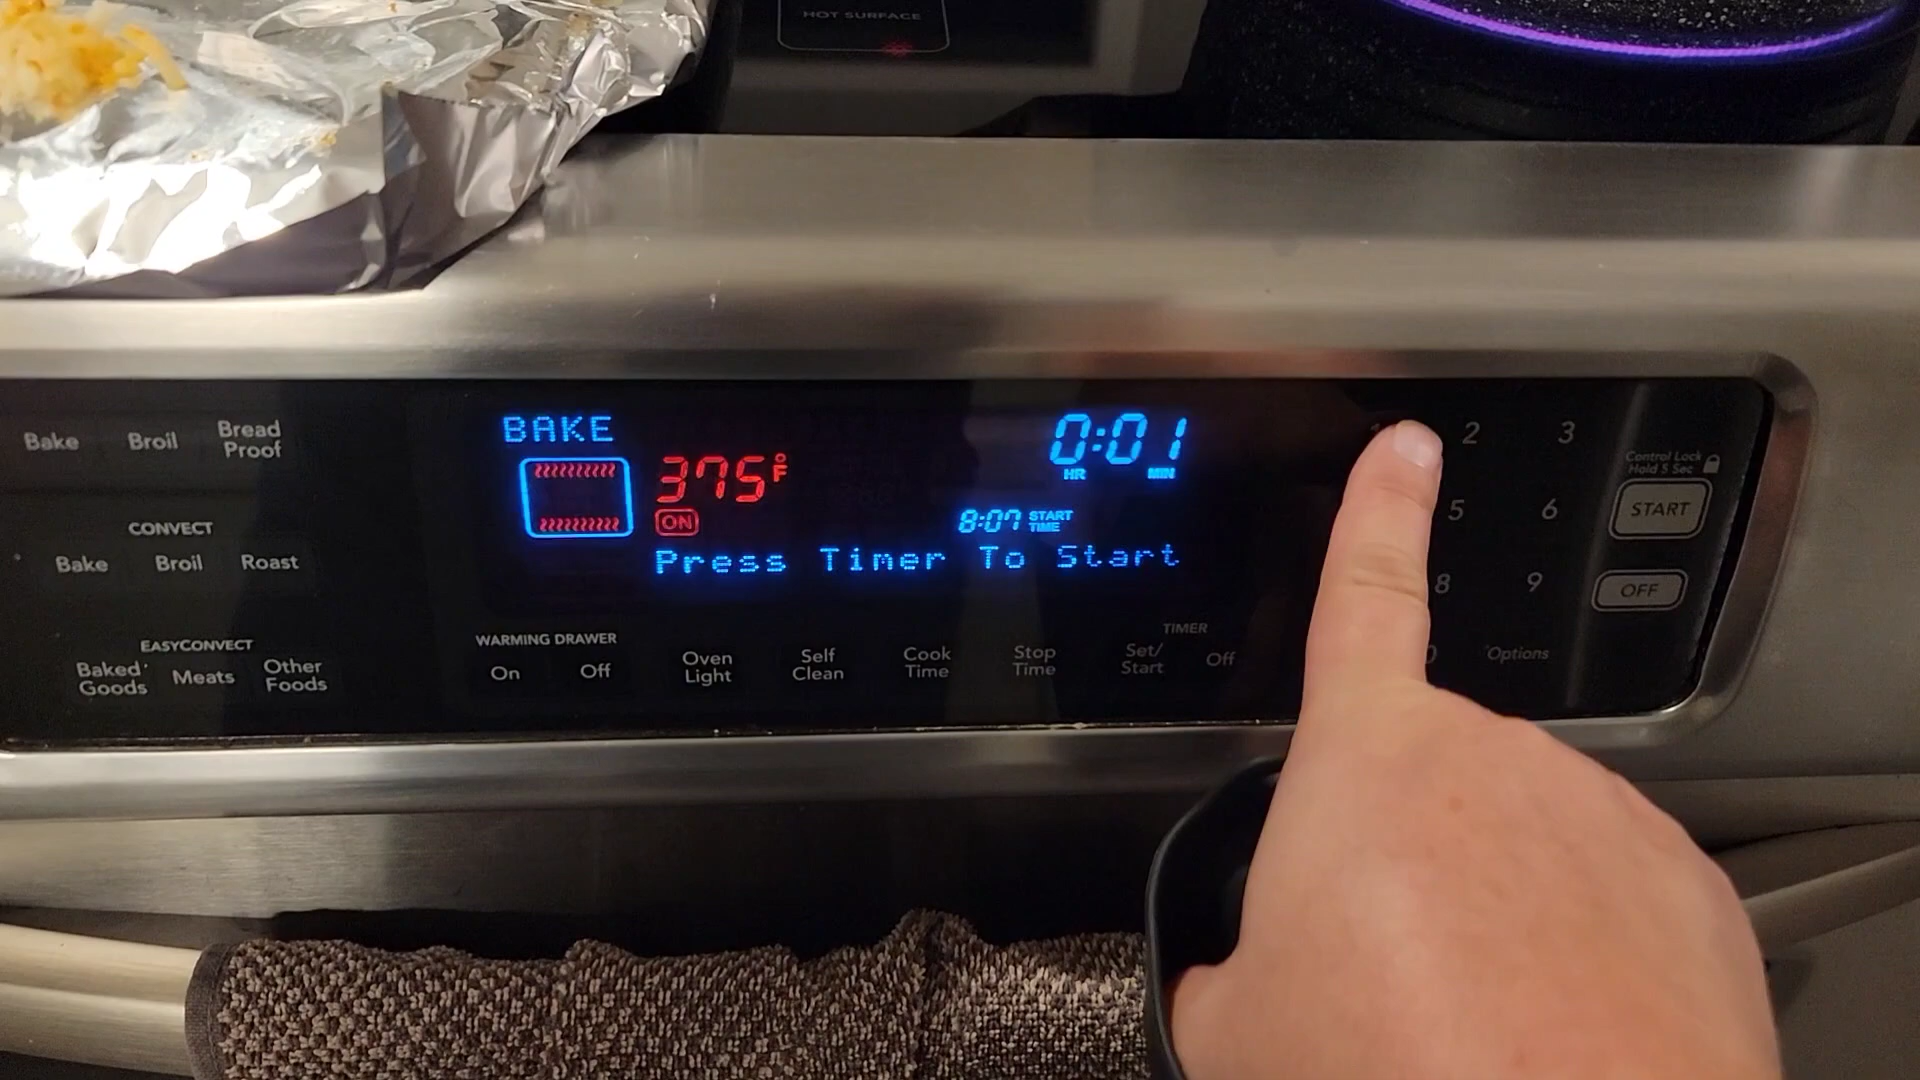 HOT SURFACE
Bake
Broil
Bread
Proof
CONVECT
Bake
Broil
Roast
EASYCONVECT
Baked
Goods
Meats
Other
Foods
BAKE
375°F
ON
0:01
HR
MIN
8:07 START
TIME
Press Timer To Start
WARMING DRAWER
On
Off
Oven
Light
Self
Clean
Cook
Time
Stop
Time
TIMER
Set/
Start
Off
2
3
5
6
8
9
0
Options
Control Lock
Hold 5 Sec
START
OFF